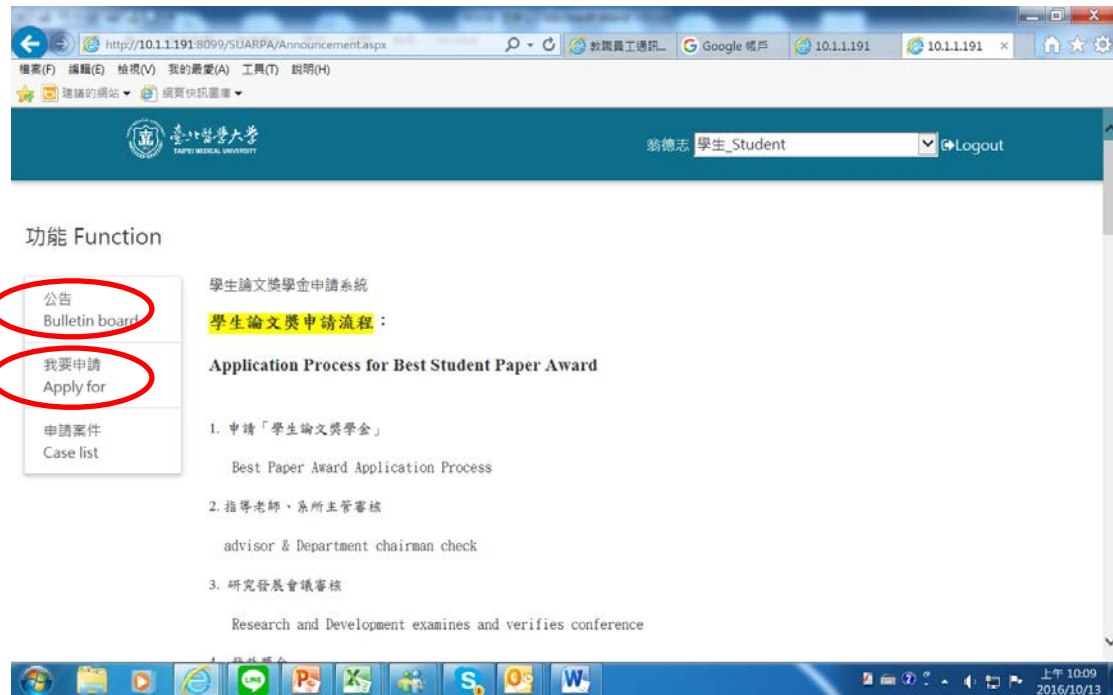 http://10.1.1.191:8099/SUARPA/Announcement.aspx
教職員工通訊...
Google 帳戶
10.1.1.191
10.1.1.191
檔案(F) 編輯(E) 檢視(V) 我的最愛(A) 工具(T) 說明(H)
建議的網站
網頁快訊圖庫
臺北醫學大學
TAIPEI MEDICAL UNIVERSITY
翁德志 學生_Student Logout
功能 Function
公告
Bulletin board
我要申請
Apply for
申請案件
Case list
學生論文獎學金申請系統
學生論文獎申請流程：
Application Process for Best Student Paper Award
1. 申請「學生論文獎學金」
Best Paper Award Application Process
2. 指導老師、系所主管審核
advisor & Department chairman check
3. 研究發展會議審核
Research and Development examines and verifies conference
上午 10:09
2016/10/13